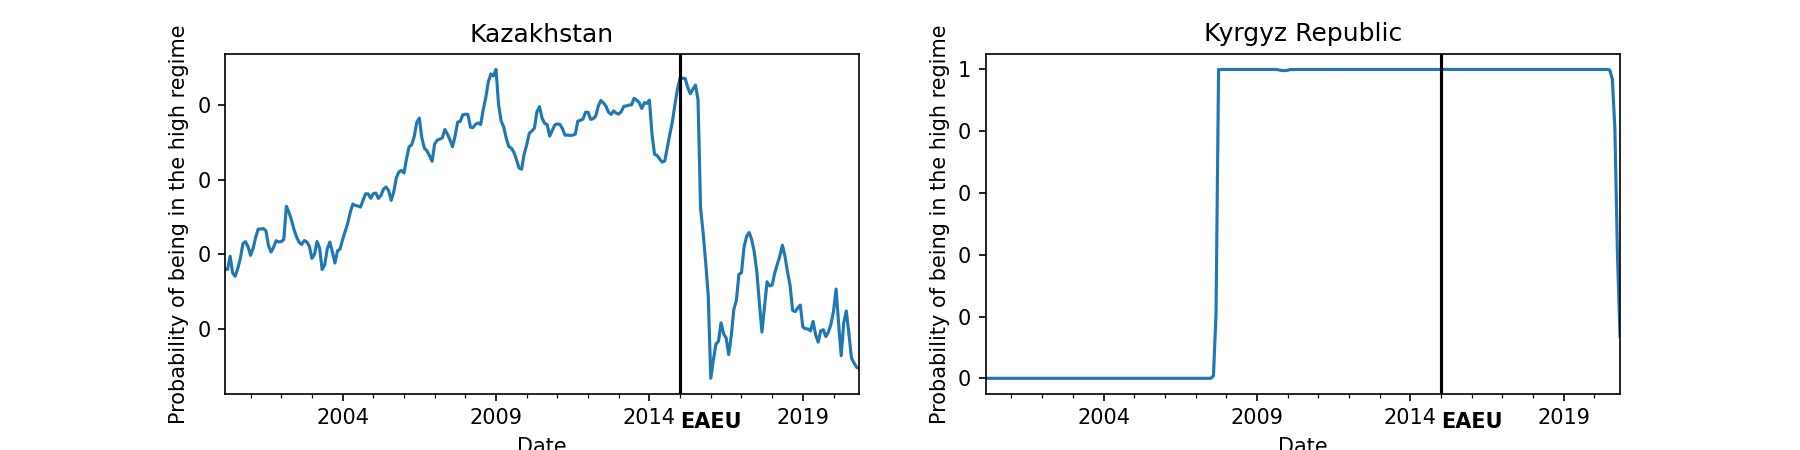 Kazakhstan
Probability of being in the high regime
0
0
0
0
2004 2009 2014 EAEU 2019
Date
Kyrgyz Republic
Probability of being in the high regime
1
0
0
0
0
0
2004 2009 2014 EAEU 2019
Date